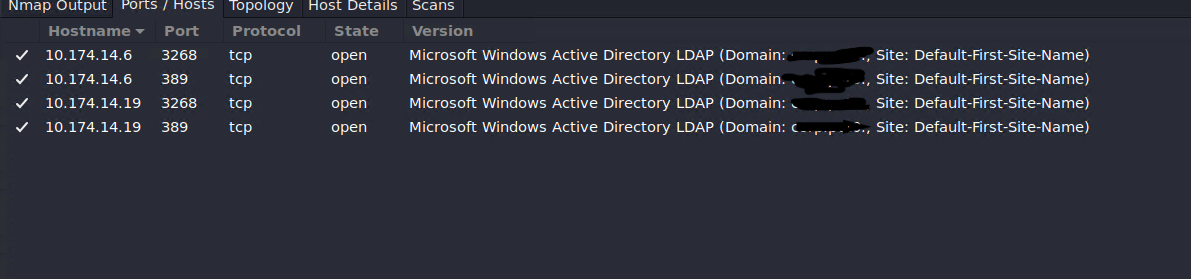 Nmap Output Ports / Hosts Topology Host Details Scans
Hostname Port Protocol State Version
10.174.14.6 3268 tcp open Microsoft Windows Active Directory LDAP (Domain: , Site: Default-First-Site-Name)
10.174.14.6 389 tcp open Microsoft Windows Active Directory LDAP (Domain: , Site: Default-First-Site-Name)
10.174.14.19 3268 tcp open Microsoft Windows Active Directory LDAP (Domain: , Site: Default-First-Site-Name)
10.174.14.19 389 tcp open Microsoft Windows Active Directory LDAP (Domain: , Site: Default-First-Site-Name)